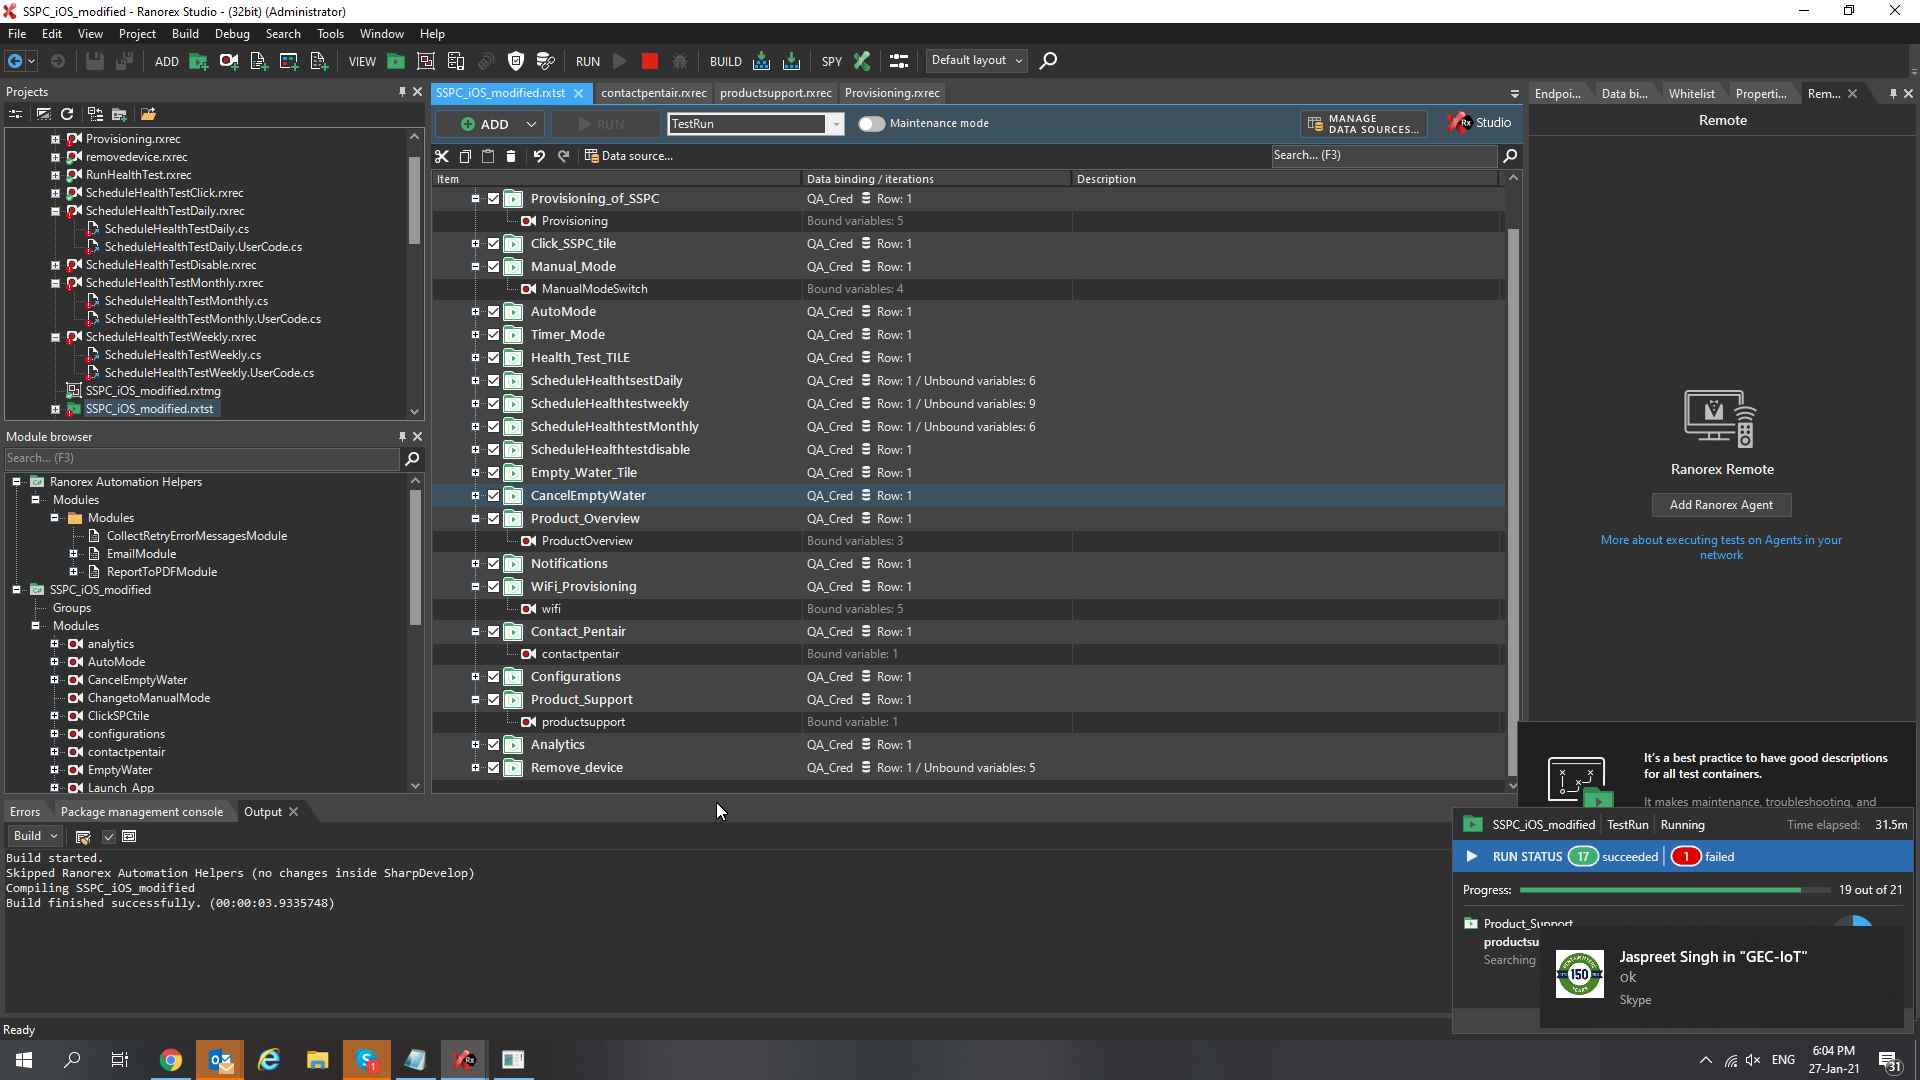 SSPC_iOS_modified - Ranorex Studio - (32bit) (Administrator)
File Edit View Project Build Debug Search Tools Window Help
ADD VIEW RUN BUILD SPY Default layout
Projects
Provisioning.rxrec
removedevice.rxrec
RunHealthTest.rxrec
ScheduleHealthTestClick.rxrec
ScheduleHealthTestDaily.rxrec
ScheduleHealthTestDaily.cs
ScheduleHealthTestDaily.UserCode.cs
ScheduleHealthTestDisable.rxrec
ScheduleHealthTestMonthly.rxrec
ScheduleHealthTestMonthly.cs
ScheduleHealthTestMonthly.UserCode.cs
ScheduleHealthTestWeekly.rxrec
ScheduleHealthTestWeekly.cs
ScheduleHealthTestWeekly.UserCode.cs
SSPC_iOS_modified.rxtmg
SSPC_iOS_modified.rxtst
Module browser
Search... (F3)
Ranorex Automation Helpers
Modules
Modules
CollectRetryErrorMessagesModule
EmailModule
ReportToPDFModule
SSPC_iOS_modified
Groups
Modules
analytics
AutoMode
CancelEmptyWater
ChangetoManualMode
ClickSPCtile
configurations
contactpentair
EmptyWater
Launch_App
SSPC_iOS_modified.rxtst contactpentair.rxrec productsupport.rxrec Provisioning.rxrec
ADD RUN TestRun Maintenance mode MANAGE DATA SOURCES... Rx Studio
Data source... Search... (F3)
Item Data binding / iterations Description
Provisioning_of_SSPC QA_Cred Row: 1
Provisioning Bound variables: 5
Click_SSPC_tile QA_Cred Row: 1
Manual_Mode QA_Cred Row: 1
ManualModeSwitch Bound variables: 4
AutoMode QA_Cred Row: 1
Timer_Mode QA_Cred Row: 1
Health_Test_TILE QA_Cred Row: 1
ScheduleHealthtsestDaily QA_Cred Row: 1 / Unbound variables: 6
ScheduleHealthtestweekly QA_Cred Row: 1 / Unbound variables: 9
ScheduleHealthtestMonthly QA_Cred Row: 1 / Unbound variables: 6
ScheduleHealthtestdisable QA_Cred Row: 1
Empty_Water_Tile QA_Cred Row: 1
CancelEmptyWater QA_Cred Row: 1
Product_Overview QA_Cred Row: 1
ProductOverview Bound variables: 3
Notifications QA_Cred Row: 1
WiFi_Provisioning QA_Cred Row: 1
wifi Bound variables: 5
Contact_Pentair QA_Cred Row: 1
contactpentair Bound variable: 1
Configurations QA_Cred Row: 1
Product_Support QA_Cred Row: 1
productsupport Bound variable: 1
Analytics QA_Cred Row: 1
Remove_device QA_Cred Row: 1 / Unbound variables: 5
Endpoi... Data bi... Whitelist Properti... Rem...
Remote
Ranorex Remote
Add Ranorex Agent
More about executing tests on Agents in your
network
It's a best practice to have good descriptions
for all test containers.
It makes maintenance, troubleshooting, and
SSPC_iOS_modified TestRun Running Time elapsed: 31.5m
RUN STATUS 17 succeeded 1 failed
Progress: 19 out of 21
Product_Support
productsu
Searching
Jaspreet Singh in "GEC-IoT"
ok
Skype
150
Errors Package management console Output
Build
Build started.
Skipped Ranorex Automation Helpers (no changes inside SharpDevelop)
Compiling SSPC_iOS_modified
Build finished successfully. (00:00:03.9335748)
Ready
ENG 6:04 PM
27-Jan-21
31